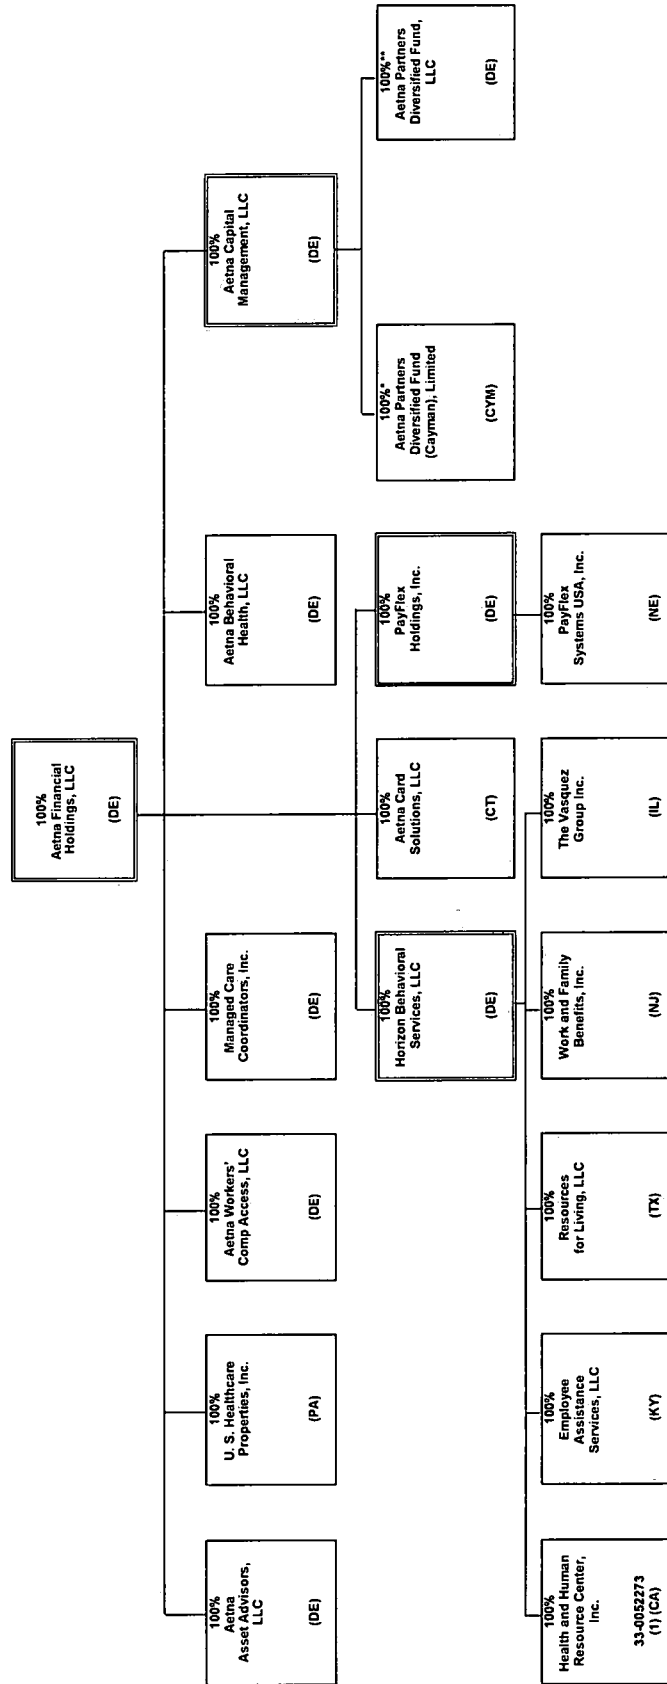 100%
Aetna Financial
Holdings, LLC
(DE)
100%
Aetna
Asset Advisors,
LLC
(DE)
100%
U. S. Healthcare
Properties, Inc.
(PA)
100%
Aetna Workers'
Comp Access, LLC
(DE)
100%
Managed Care
Coordinators, Inc.
(DE)
100%
Aetna Behavioral
Health, LLC
(DE)
100%
Aetna Capital
Management, LLC
(DE)
100%
Horizon Behavioral
Services, LLC
(DE)
100%
Aetna Card
Solutions, LLC
(CT)
100%
PayFlex
Holdings, Inc.
(DE)
100%*
Aetna Partners
Diversified Fund
(Cayman), Limited
(CYM)
100%**
Aetna Partners
Diversified Fund,
LLC
(DE)
100%
Health and Human
Resource Center,
Inc.
33-0052273
(1) (CA)
100%
Employee
Assistance
Services, LLC
(KY)
100%
Resources
for Living, LLC
(TX)
100%
Work and Family
Benefits, Inc.
(NJ)
100%
The Vasquez
Group Inc.
(IL)
100%
PayFlex
Systems USA, Inc.
(NE)